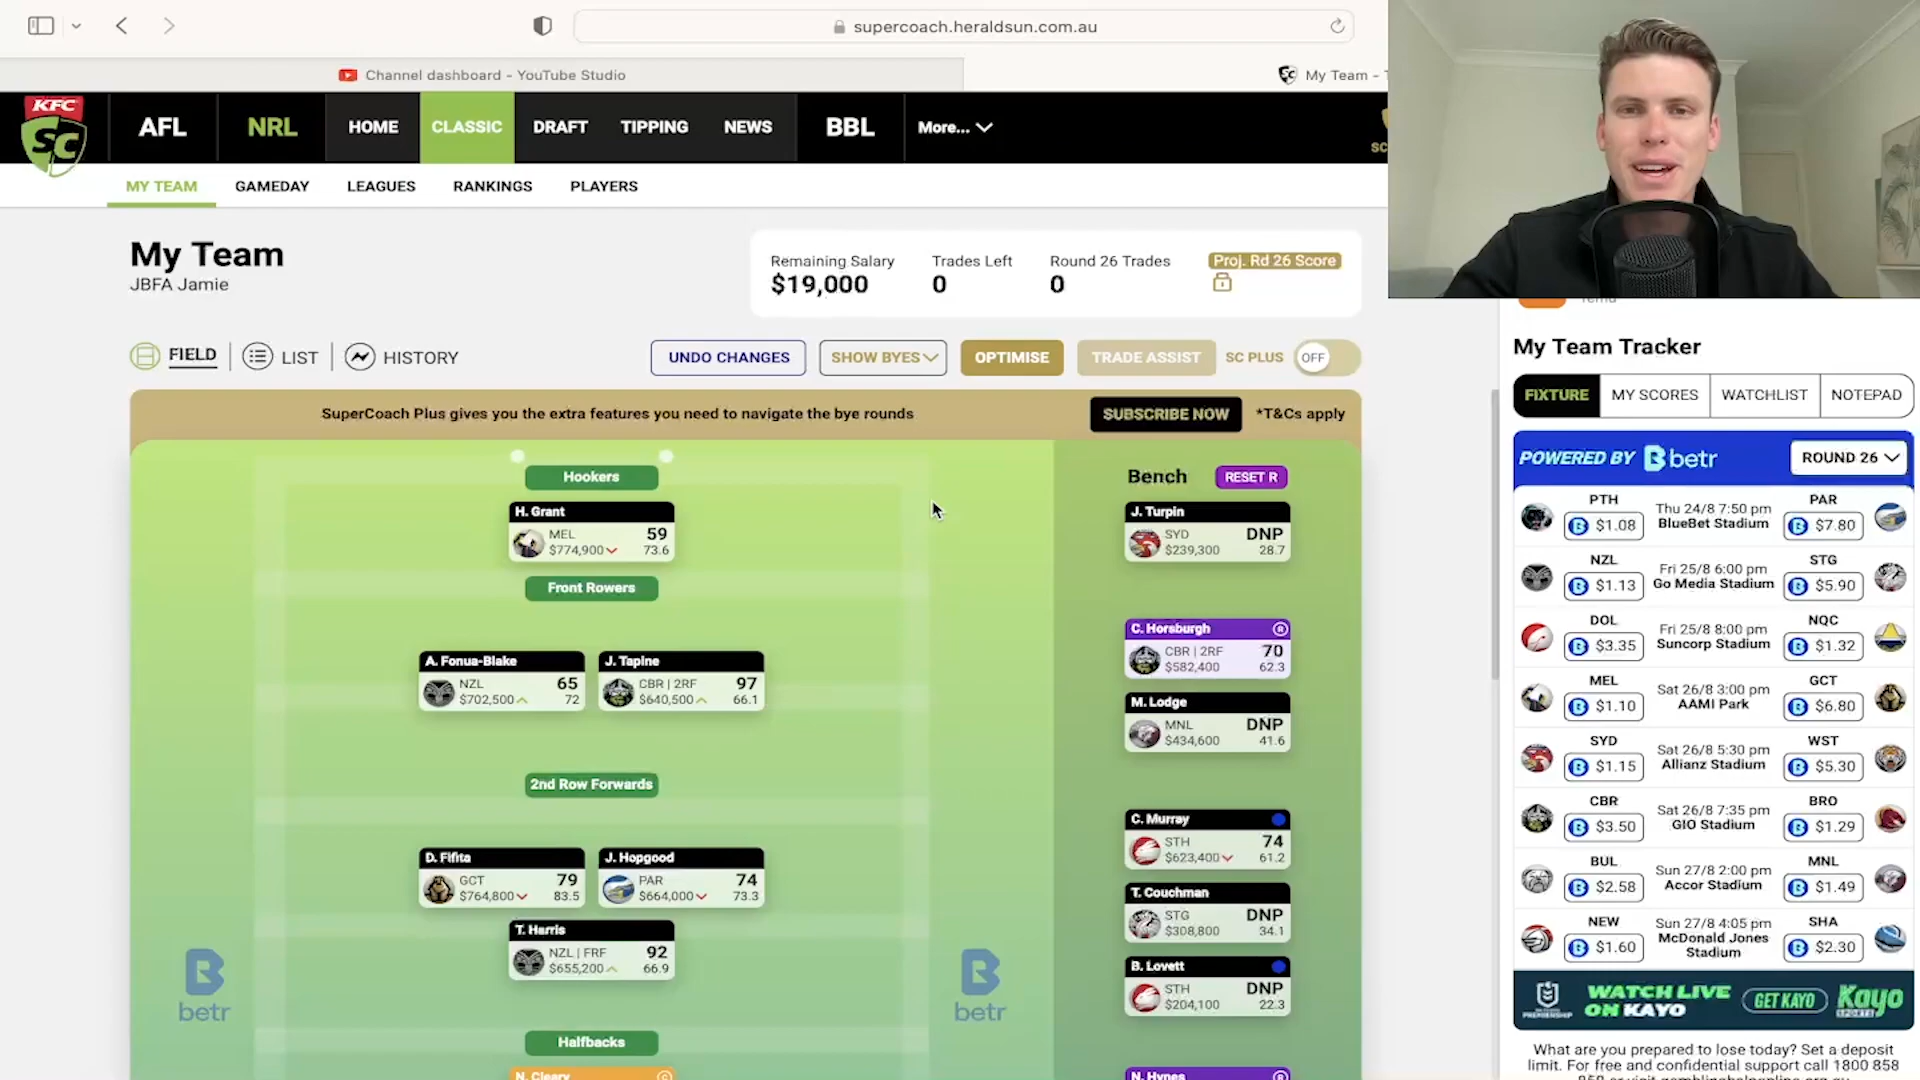 supercoach.heraldsun.com.au
Channel dashboard - YouTube Studio
My Team -
KFC
SC
AFL
NRL
HOME
CLASSIC
DRAFT
TIPPING
NEWS
BBL
More...
SC
MY TEAM
GAMEDAY
LEAGUES
RANKINGS
PLAYERS
My Team
JBFA Jamie
Remaining Salary
$19,000
Trades Left
0
Round 26 Trades
0
Proj. Rd 26 Score
FIELD
LIST
HISTORY
UNDO CHANGES
SHOW BYES
OPTIMISE
TRADE ASSIST
SC PLUS
OFF
SuperCoach Plus gives you the extra features you need to navigate the bye rounds
SUBSCRIBE NOW
*T&Cs apply
Hookers
H. Grant
MEL 59
$774,900 73.6
Front Rowers
A. Fonua-Blake
NZL 65
$702,500 72
J. Tapine
CBR | 2RF 97
$640,500 66.1
2nd Row Forwards
D. Fifita
GCT 79
$764,800 83.5
J. Hopgood
PAR 74
$664,000 73.3
T. Harris
NZL | FRF 92
$655,200 66.9
betr
betr
Halfbacks
N. Cleary C
Bench
RESET R
J. Turpin
SYD DNP
$239,300 28.7
C. Horsburgh R
CBR | 2RF 70
$582,400 62.3
M. Lodge
MNL DNP
$434,600 41.6
C. Murray
STH 74
$623,400 61.2
T. Couchman
STG DNP
$308,800 34.1
B. Lovett
STH DNP
$204,100 22.3
N. Hynes R
Temu
My Team Tracker
FIXTURE
MY SCORES
WATCHLIST
NOTEPAD
POWERED BY betr
ROUND 26
PTH Thu 24/8 7:50 pm PAR
$1.08 BlueBet Stadium $7.80
NZL Fri 25/8 6:00 pm STG
$1.13 Go Media Stadium $5.90
DOL Fri 25/8 8:00 pm NQC
$3.35 Suncorp Stadium $1.32
MEL Sat 26/8 3:00 pm GCT
$1.10 AAMI Park $6.80
SYD Sat 26/8 5:30 pm WST
$1.15 Allianz Stadium $5.30
CBR Sat 26/8 7:35 pm BRO
$3.50 GIO Stadium $1.29
BUL Sun 27/8 2:00 pm MNL
$2.58 Accor Stadium $1.49
NEW Sun 27/8 4:05 pm SHA
$1.60 McDonald Jones Stadium $2.30
WATCH LIVE
ON KAYO
GET KAYO
Kayo
SPORTS
What are you prepared to lose today? Set a deposit
limit. For free and confidential support call 1800 858
858 or visit gamblinghelponline.org.au